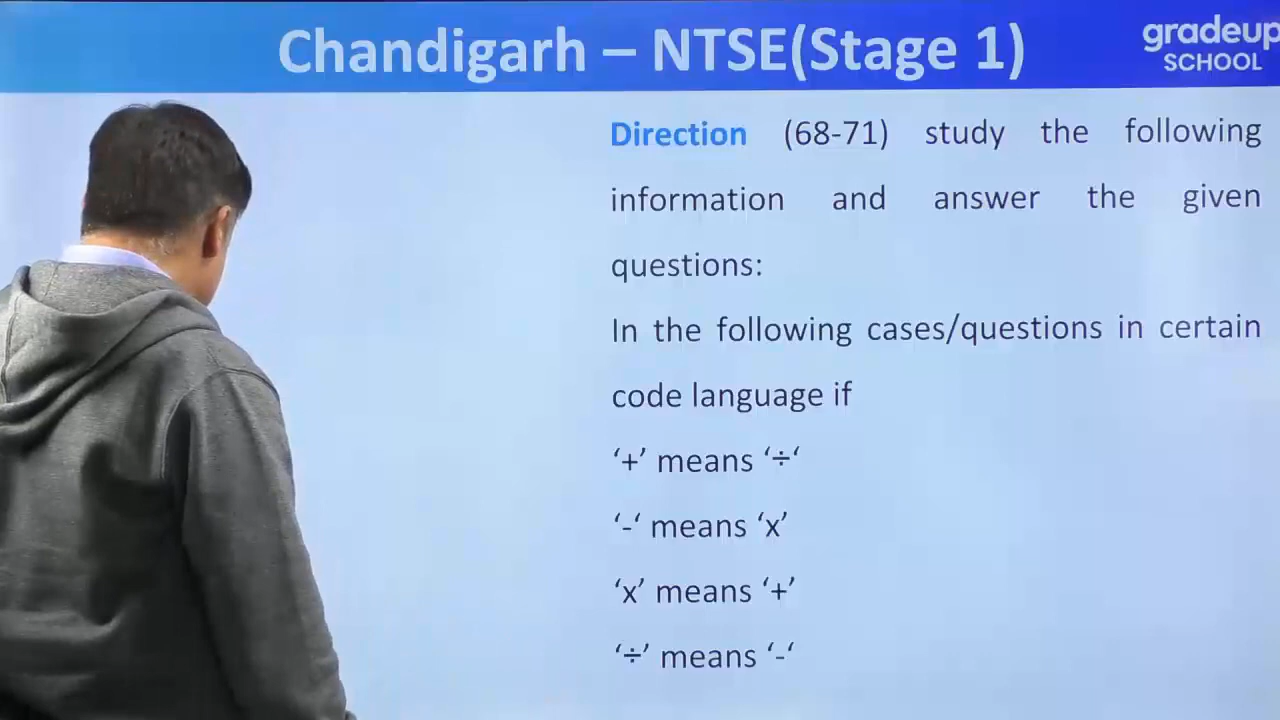 Chandigarh – NTSE(Stage 1)
gradeup
SCHOOL
Direction (68-71) study the following
information and answer the given
questions:
In the following cases/questions in certain
code language if
‘+’ means ‘÷‘
‘-‘ means ‘x’
‘x’ means ‘+’
‘÷’ means ‘-‘